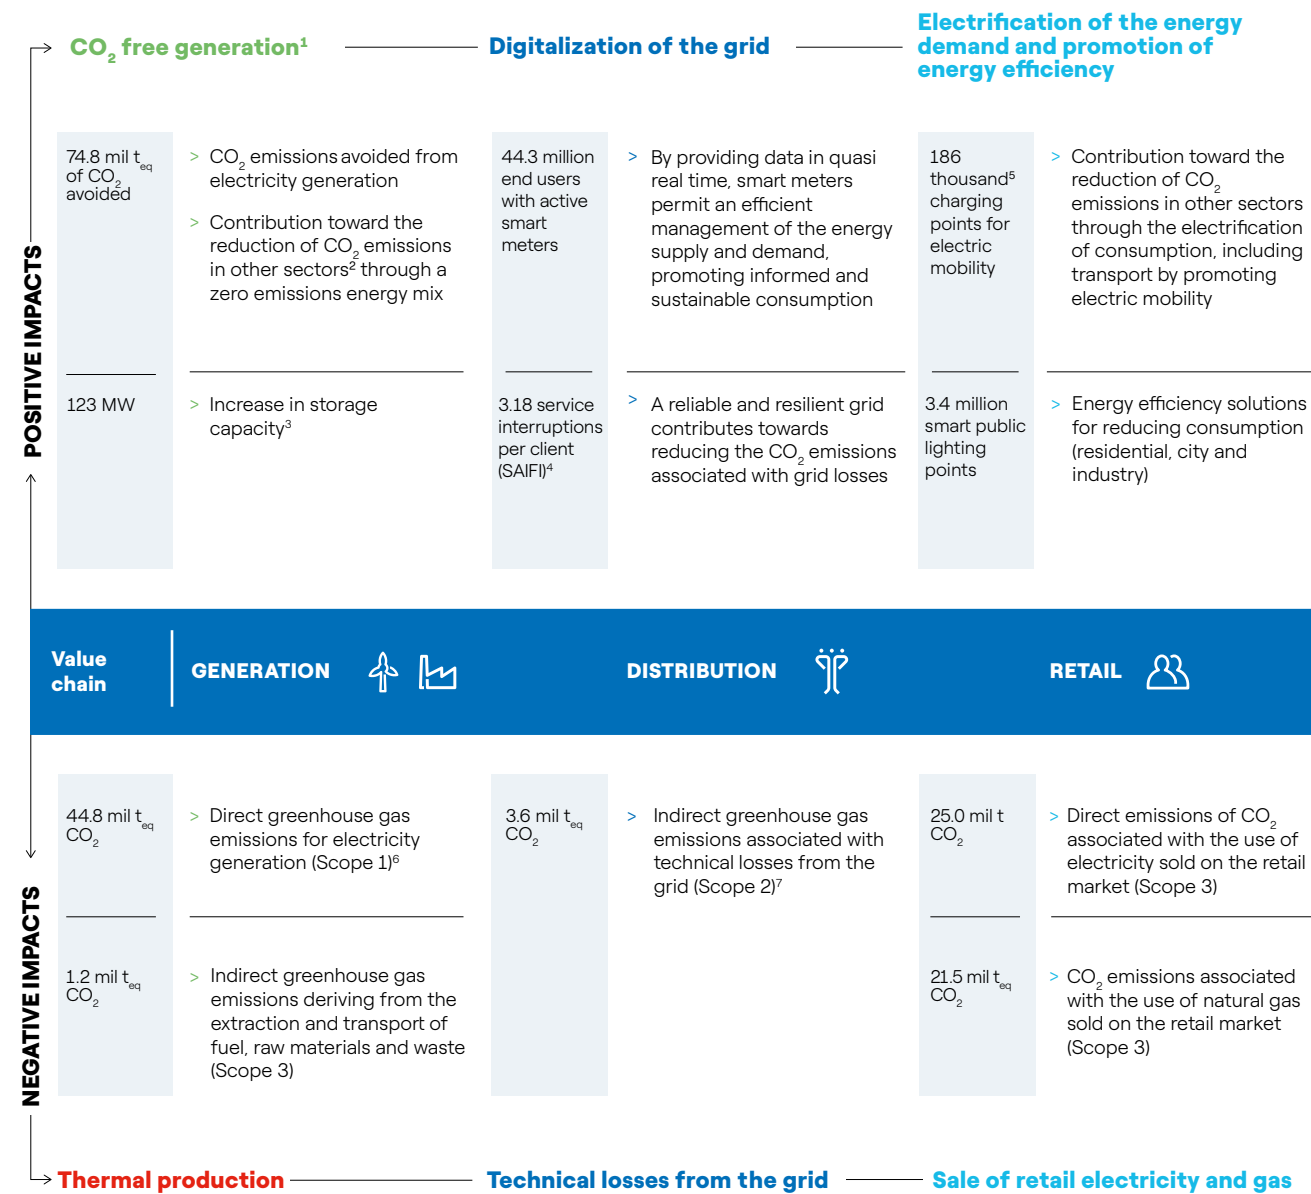 CO2 free generation1
Digitalization of the grid
Electrification of the energy
demand and promotion of
energy efficiency
POSITIVE IMPACTS
74.8 mil teq
of CO2
avoided
> CO2 emissions avoided from
electricity generation
> Contribution toward the
reduction of CO2 emissions
in other sectors2 through a
zero emissions energy mix
44.3 million
end users
with active
smart
meters
> By providing data in quasi
real time, smart meters
permit an efficient
management of the energy
supply and demand,
promoting informed and
sustainable consumption
186
thousand5
charging
points for
electric
mobility
> Contribution toward the
reduction of CO2
emissions in other sectors
through the electrification
of consumption, including
transport by promoting
electric mobility
123 MW
> Increase in storage
capacity3
3.18 service
interruptions
per client
(SAIFI)4
> A reliable and resilient grid
contributes towards
reducing the CO2 emissions
associated with grid losses
3.4 million
smart public
lighting
points
> Energy efficiency solutions
for reducing consumption
(residential, city and
industry)
Value
chain
GENERATION
DISTRIBUTION
RETAIL
NEGATIVE IMPACTS
44.8 mil teq
CO2
> Direct greenhouse gas
emissions for electricity
generation (Scope 1)6
3.6 mil teq
CO2
> Indirect greenhouse gas
emissions associated with
technical losses from the
grid (Scope 2)7
25.0 mil t
CO2
> Direct emissions of CO2
associated with the use of
electricity sold on the retail
market (Scope 3)
1.2 mil teq
CO2
> Indirect greenhouse gas
emissions deriving from the
extraction and transport of
fuel, raw materials and waste
(Scope 3)
21.5 mil teq
CO2
> CO2 emissions associated
with the use of natural gas
sold on the retail market
(Scope 3)
Thermal production
Technical losses from the grid
Sale of retail electricity and gas